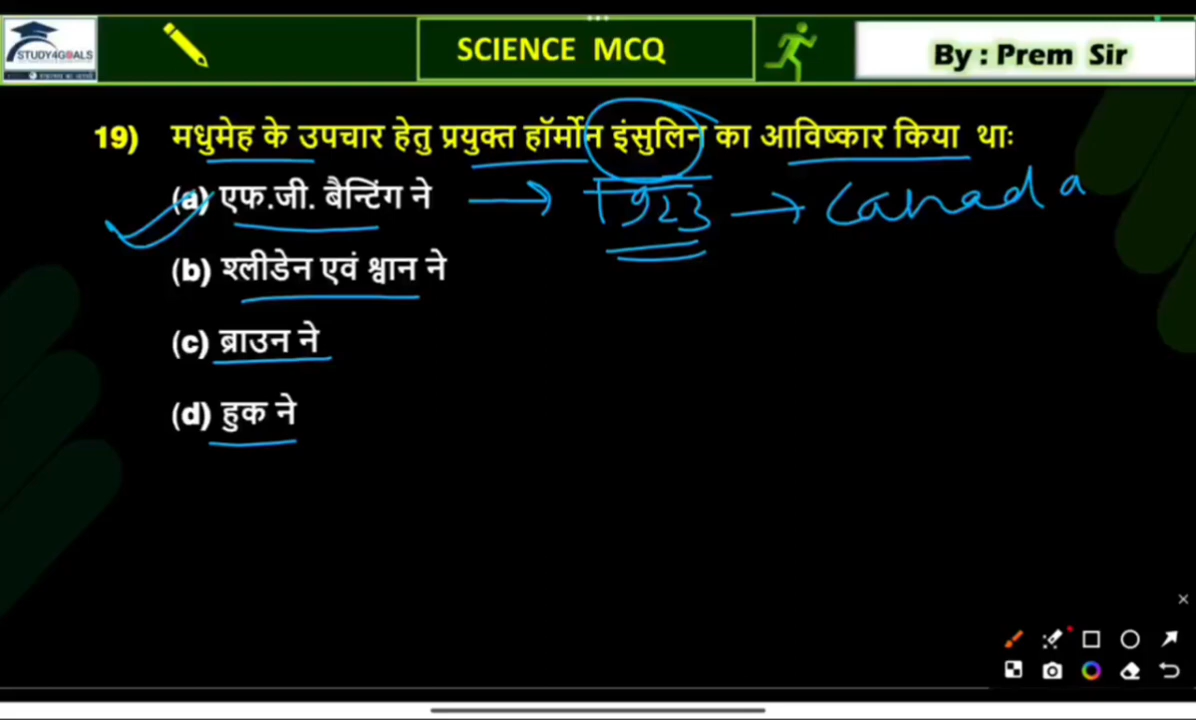 STUDY4GOALS
SCIENCE MCQ
By : Prem Sir
19) मधुमेह के उपचार हेतु प्रयुक्त हॉर्मोन इंसुलिन का आविष्कार किया थाः
(a) एफ.जी. बैन्टिंग ने → 1923 → Canada
(b) श्लीडेन एवं श्वान ने
(c) ब्राउन ने
(d) हुक ने